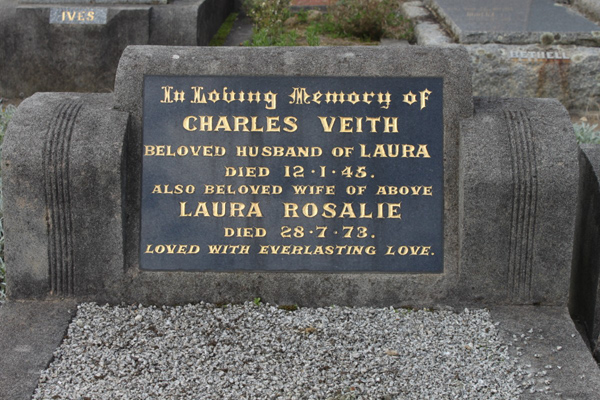 IVES
In Loving Memory of
CHARLES VEITH
BELOVED HUSBAND OF LAURA
DIED 12·1·45.
ALSO BELOVED WIFE OF ABOVE
LAURA ROSALIE
DIED 28·7·73.
LOVED WITH EVERLASTING LOVE.